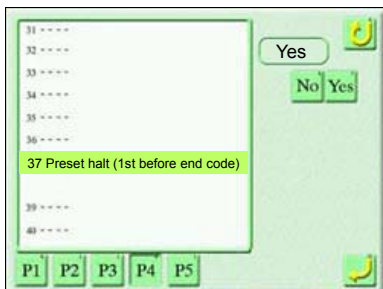 31 ----
32 ----
33 ----
34 ----
35 ----
36 ----
37 Preset halt (1st before end code)
39 ----
40 ----
Yes
No Yes
P1 P2 P3 P4 P5